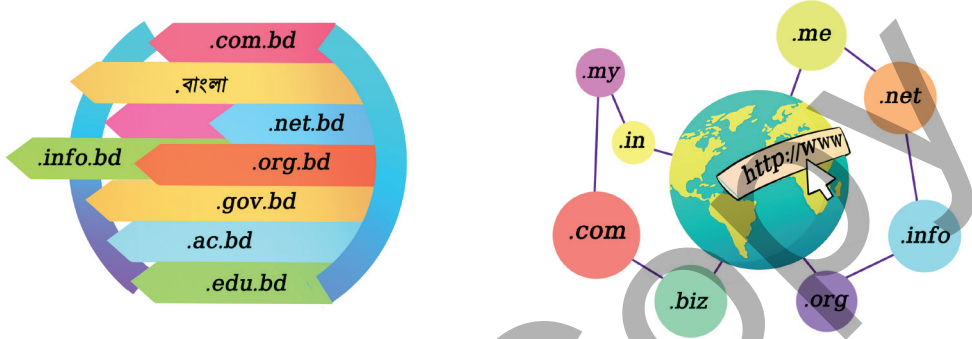 .com.bd
.বাংলা
.net.bd
.info.bd
.org.bd
.gov.bd
.ac.bd
.edu.bd
.me
.my
.net
.in
http://www
.com
.info
.biz
.org